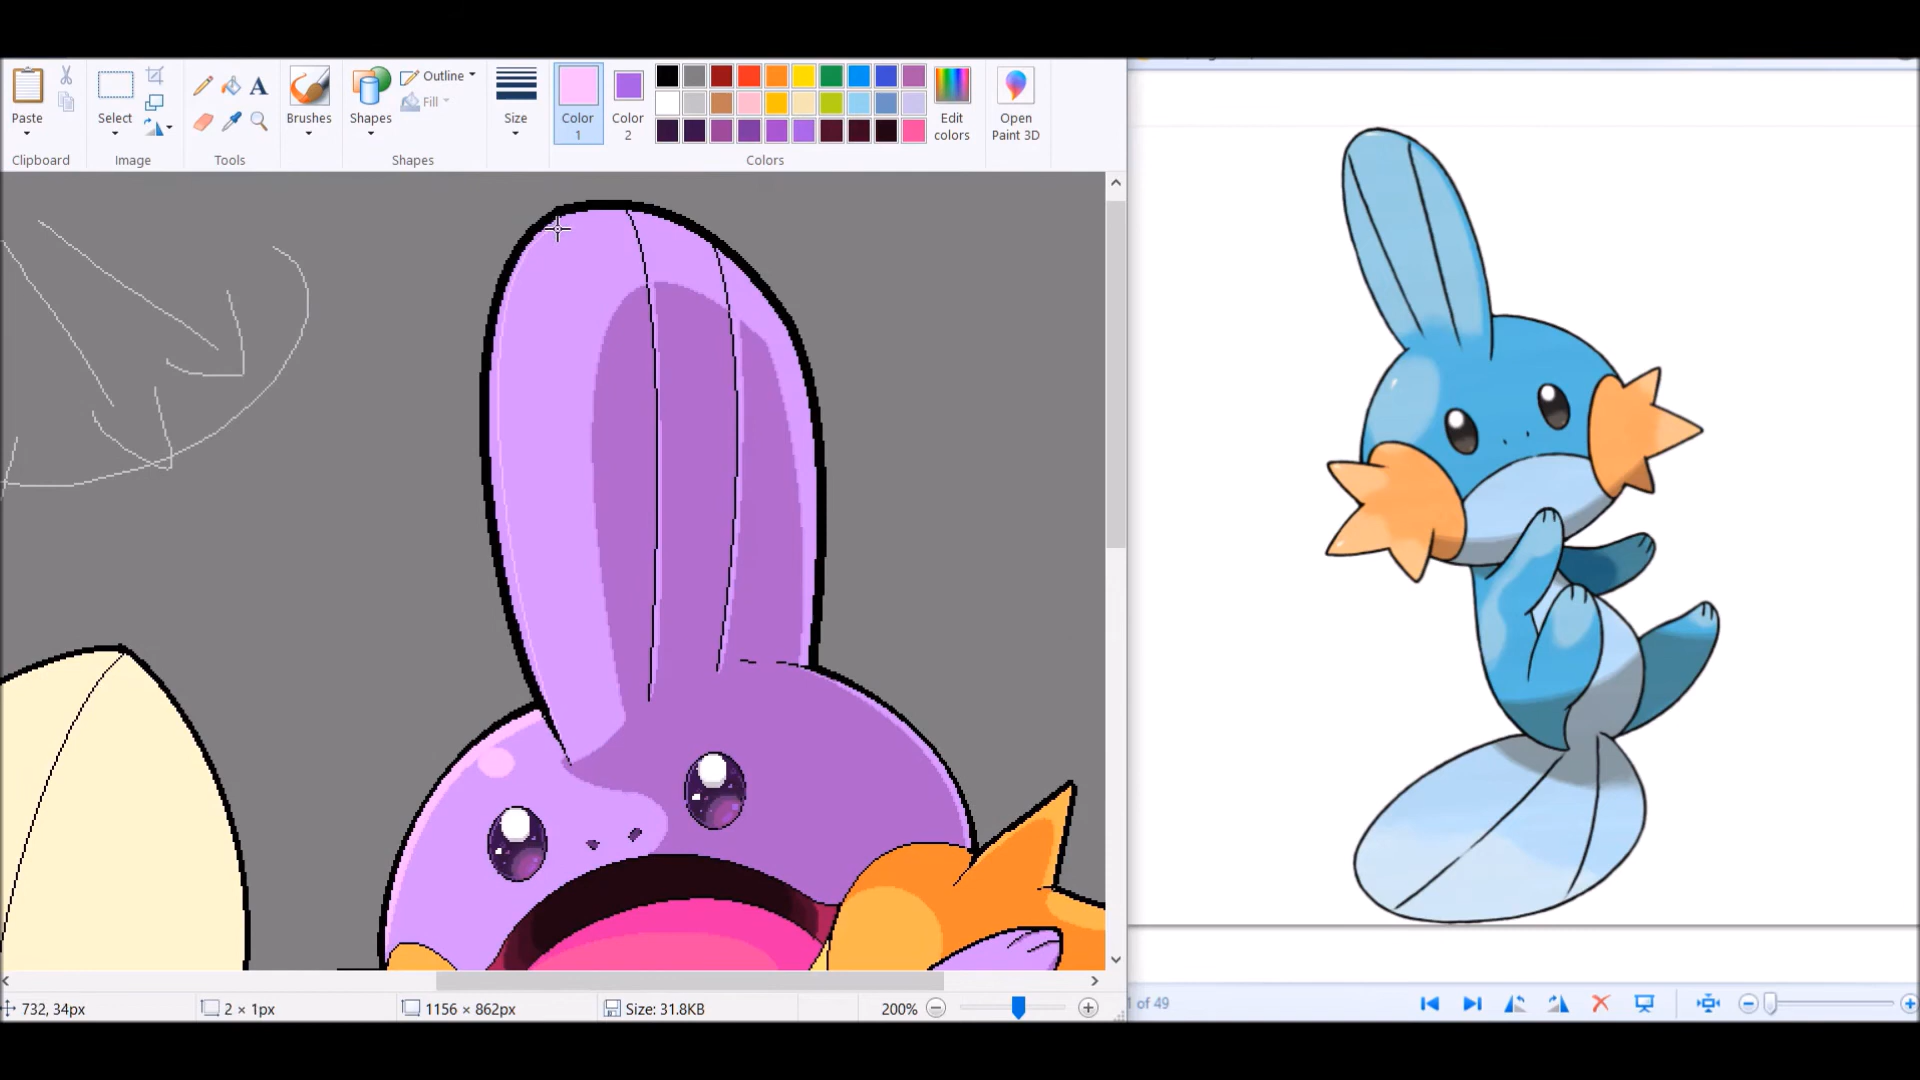 Paste
Clipboard
Select
Image
A
Tools
Brushes
Shapes
Outline
Fill
Shapes
Size
Color
1
Color
2
Colors
Edit
colors
Open
Paint 3D
732, 34px
2 × 1px
1156 × 862px
Size: 31.8KB
200%
of 49